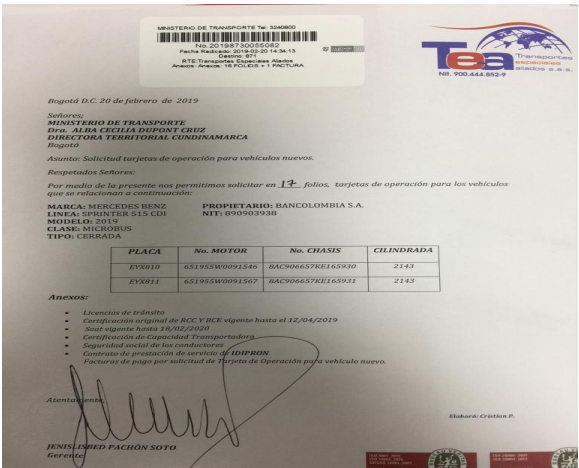 MINISTERIO DE TRANSPORTE Tel: 3240800
No.20198730055082
Fecha Radicado: 2019-02-20 14:34:13
Destino: 871
RTE:Transportes Especiales Aliados
Anexos: Anexos: 16 FOLIOS + 1 FACTURA
Tea
Transportes
especiales
aliados s.a.s.
Nit. 900.444.852-9
Bogotá D.C. 20 de febrero de 2019
Señores;
MINISTERIO DE TRANSPORTE
Dra. ALBA CECILIA DUPONT CRUZ
DIRECTORA TERRITORIAL CUNDINAMARCA
Bogotá
Asunto: Solicitud tarjetas de operación para vehículos nuevos.
Respetados Señores:
Por medio de la presente nos permitimos solicitar en 17 folios, tarjetas de operación para los vehículos
que se relacionan a continuación:
MARCA: MERCEDES BENZ PROPIETARIO: BANCOLOMBIA S.A.
LINEA: SPRINTER 515 CDI NIT: 890903938
MODELO: 2019
CLASE: MICROBUS
TIPO: CERRADA
PLACA No. MOTOR No. CHASIS CILINDRADA
EYX810 651955W0091546 8AC906657KE165930 2143
EYX811 651955W0091567 8AC906657KE165931 2143
Anexos:
• Licencias de tránsito
• Certificación original de RCC Y RCE vigente hasta el 12/04/2019
• Soat vigente hasta 18/02/2020
• Certificación de Capacidad Transportadora
• Seguridad social de los conductores
• Contrato de prestación de servicio de IDIPRON
Facturas de pago por solicitud de Tarjeta de Operación para vehículo nuevo.
Atentamente,
Elaboró: Cristian P.
JENISLISBED PACHÓN SOTO
Gerente